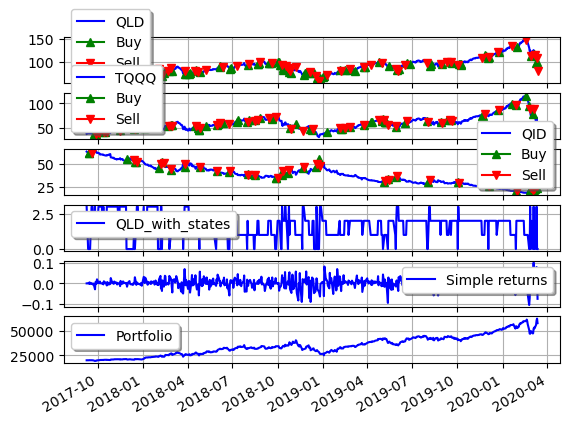 QLD
Buy
Sell
150
100
TQQQ
Buy
Sell
100
50
QID
Buy
Sell
50
25
QLD_with_states
2.5
0.0
Simple returns
0.1
0.0
−0.1
Portfolio
50000
25000
2017-10
2018-01
2018-04
2018-07
2018-10
2019-01
2019-04
2019-07
2019-10
2020-01
2020-04